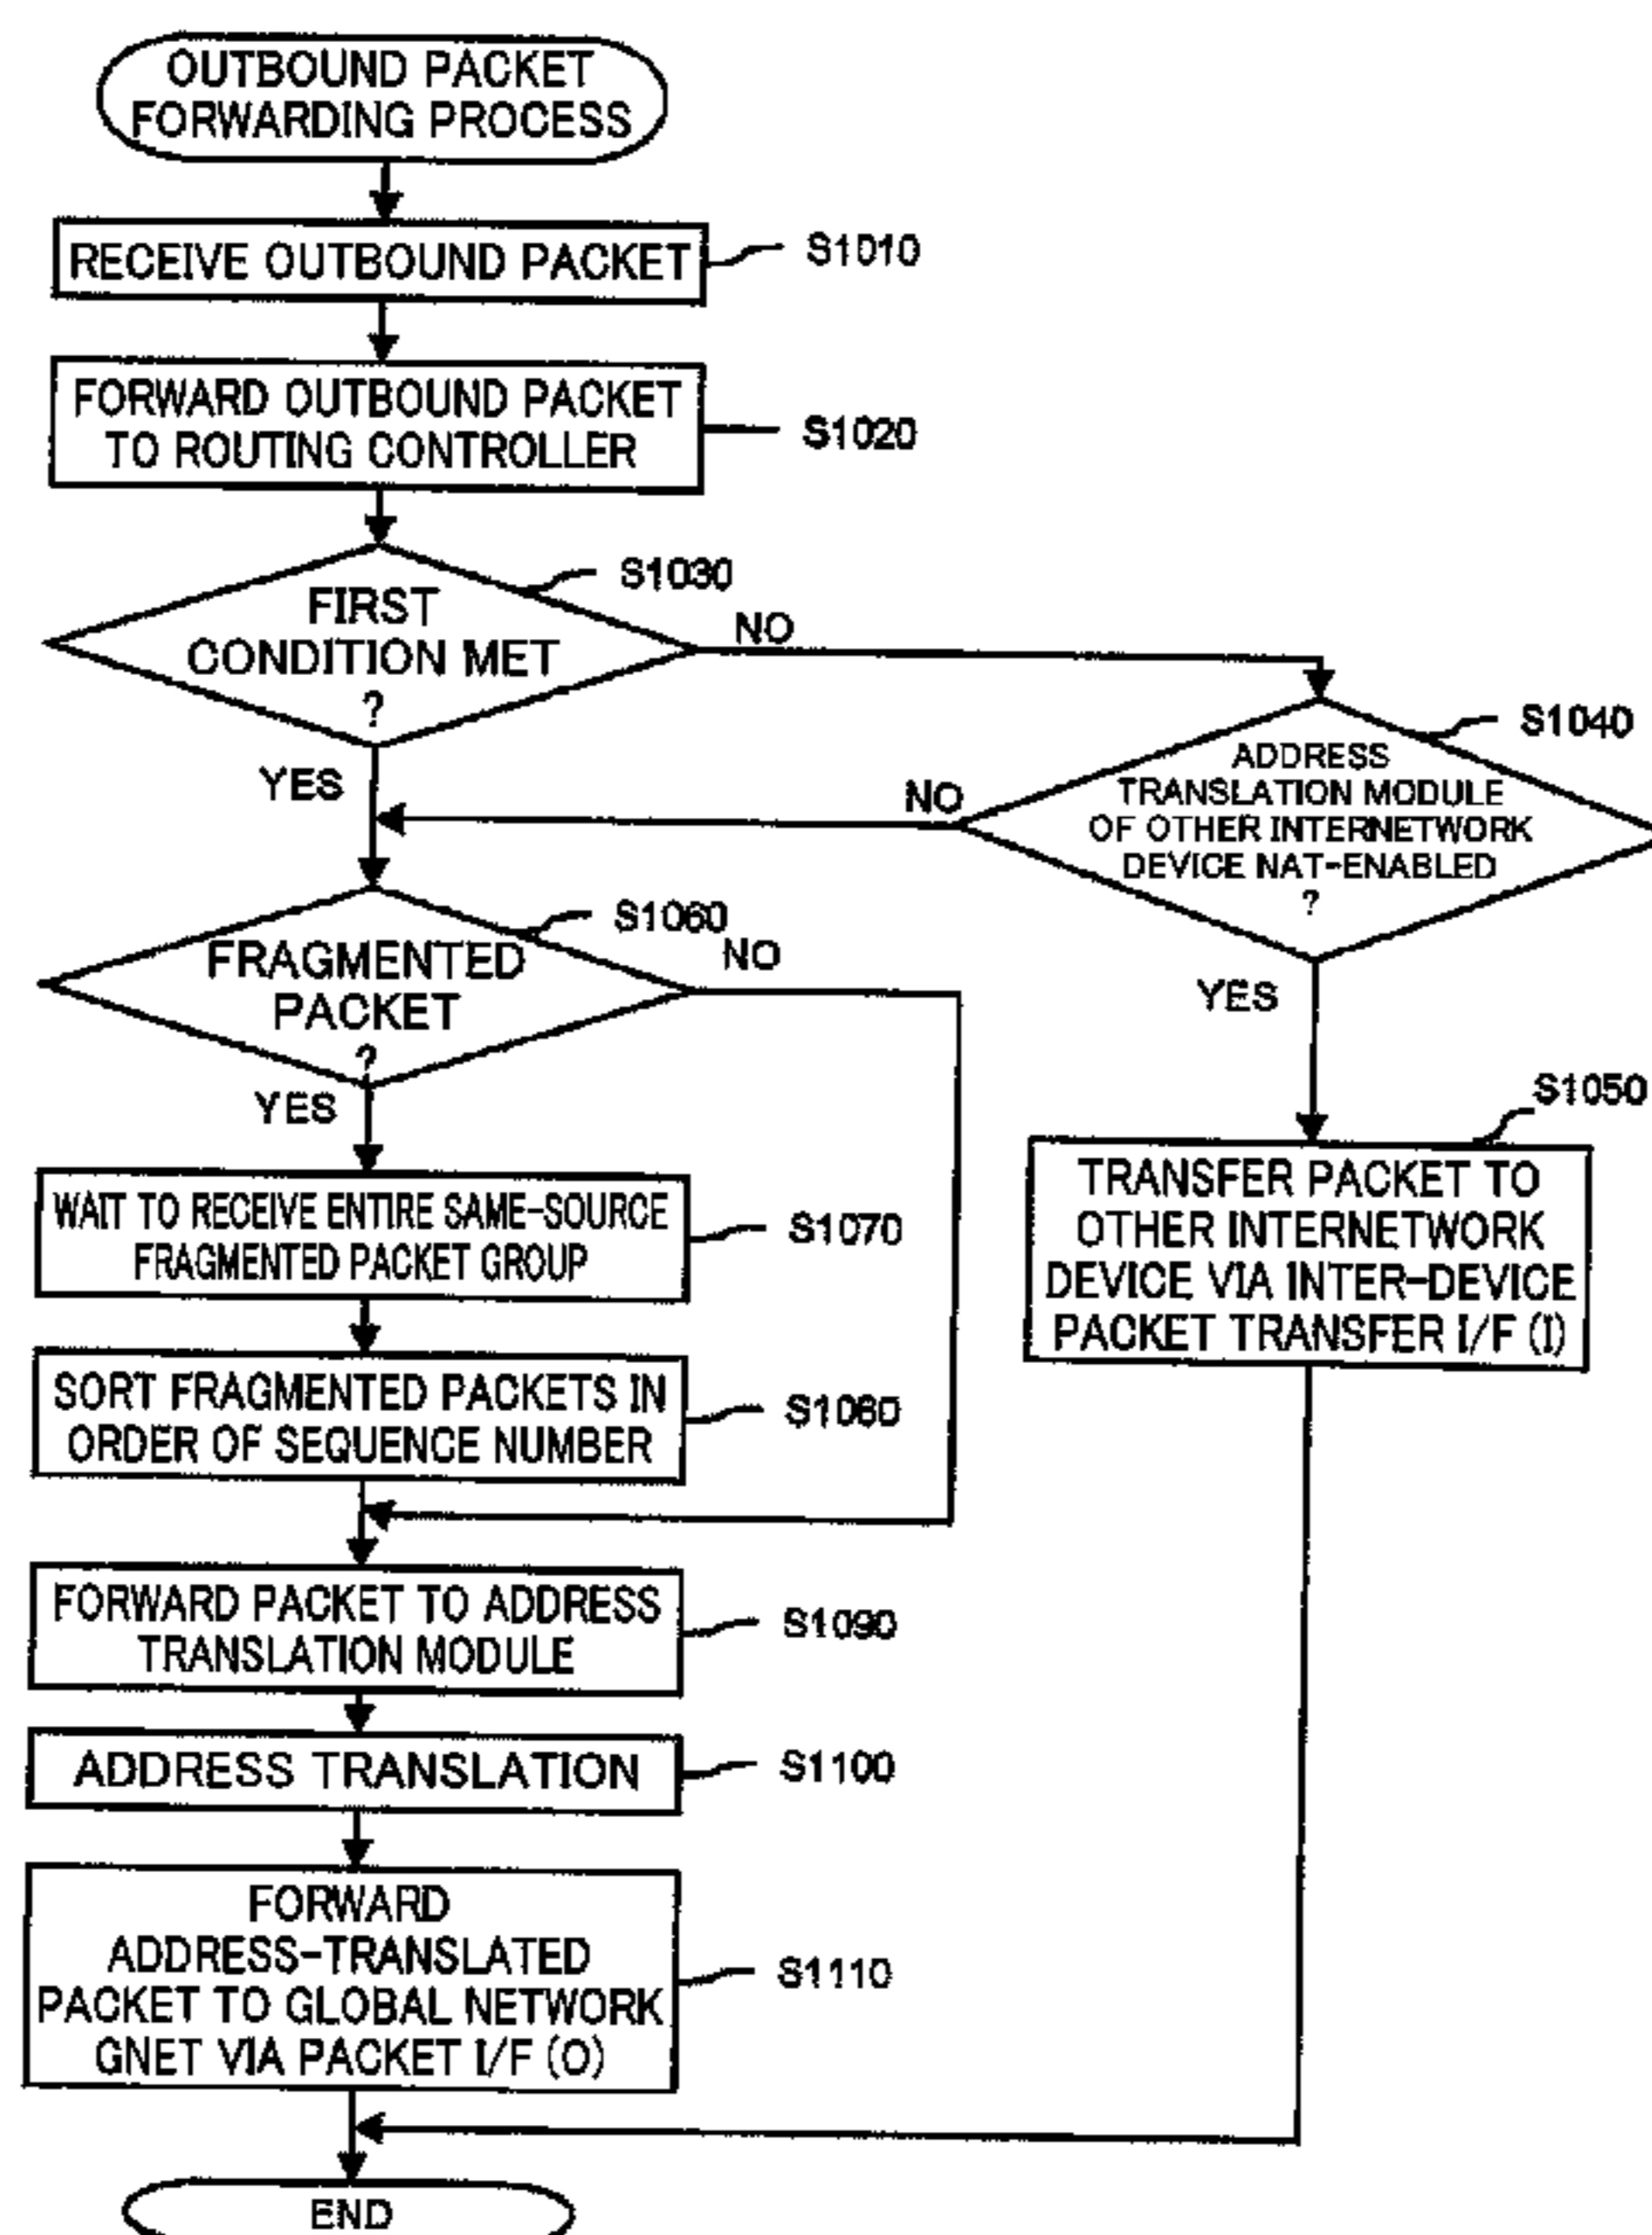 OUTBOUND PACKET
FORWARDING PROCESS
RECEIVE OUTBOUND PACKET
S1010
FORWARD OUTBOUND PACKET
TO ROUTING CONTROLLER
S1020
FIRST
CONDITION MET
?
S1030
NO
YES
ADDRESS
TRANSLATION MODULE
OF OTHER INTERNETWORK
DEVICE NAT-ENABLED
?
S1040
NO
YES
FRAGMENTED
PACKET
?
S1060
NO
YES
TRANSFER PACKET TO
OTHER INTERNETWORK
DEVICE VIA INTER-DEVICE
PACKET TRANSFER I/F (I)
S1050
WAIT TO RECEIVE ENTIRE SAME-SOURCE
FRAGMENTED PACKET GROUP
S1070
SORT FRAGMENTED PACKETS IN
ORDER OF SEQUENCE NUMBER
S1080
FORWARD PACKET TO ADDRESS
TRANSLATION MODULE
S1090
ADDRESS TRANSLATION
S1100
FORWARD
ADDRESS-TRANSLATED
PACKET TO GLOBAL NETWORK
GNET VIA PACKET I/F (O)
S1110
END